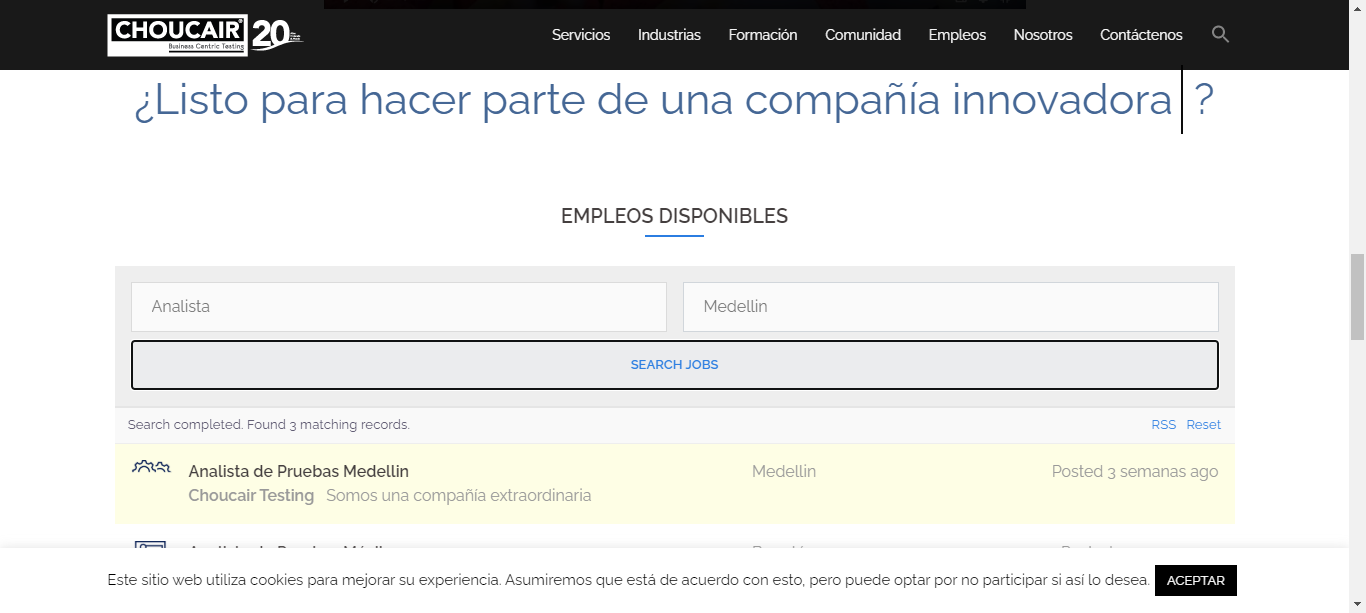 CHOUCAIR®
Business Centric Testing
20
Servicios Industrias Formación Comunidad Empleos Nosotros Contáctenos
¿Listo para hacer parte de una compañía innovadora ?
EMPLEOS DISPONIBLES
Analista Medellin
SEARCH JOBS
Search completed. Found 3 matching records. RSS Reset
Analista de Pruebas Medellin Medellin Posted 3 semanas ago
Choucair Testing Somos una compañía extraordinaria
Este sitio web utiliza cookies para mejorar su experiencia. Asumiremos que está de acuerdo con esto, pero puede optar por no participar si así lo desea. ACEPTAR